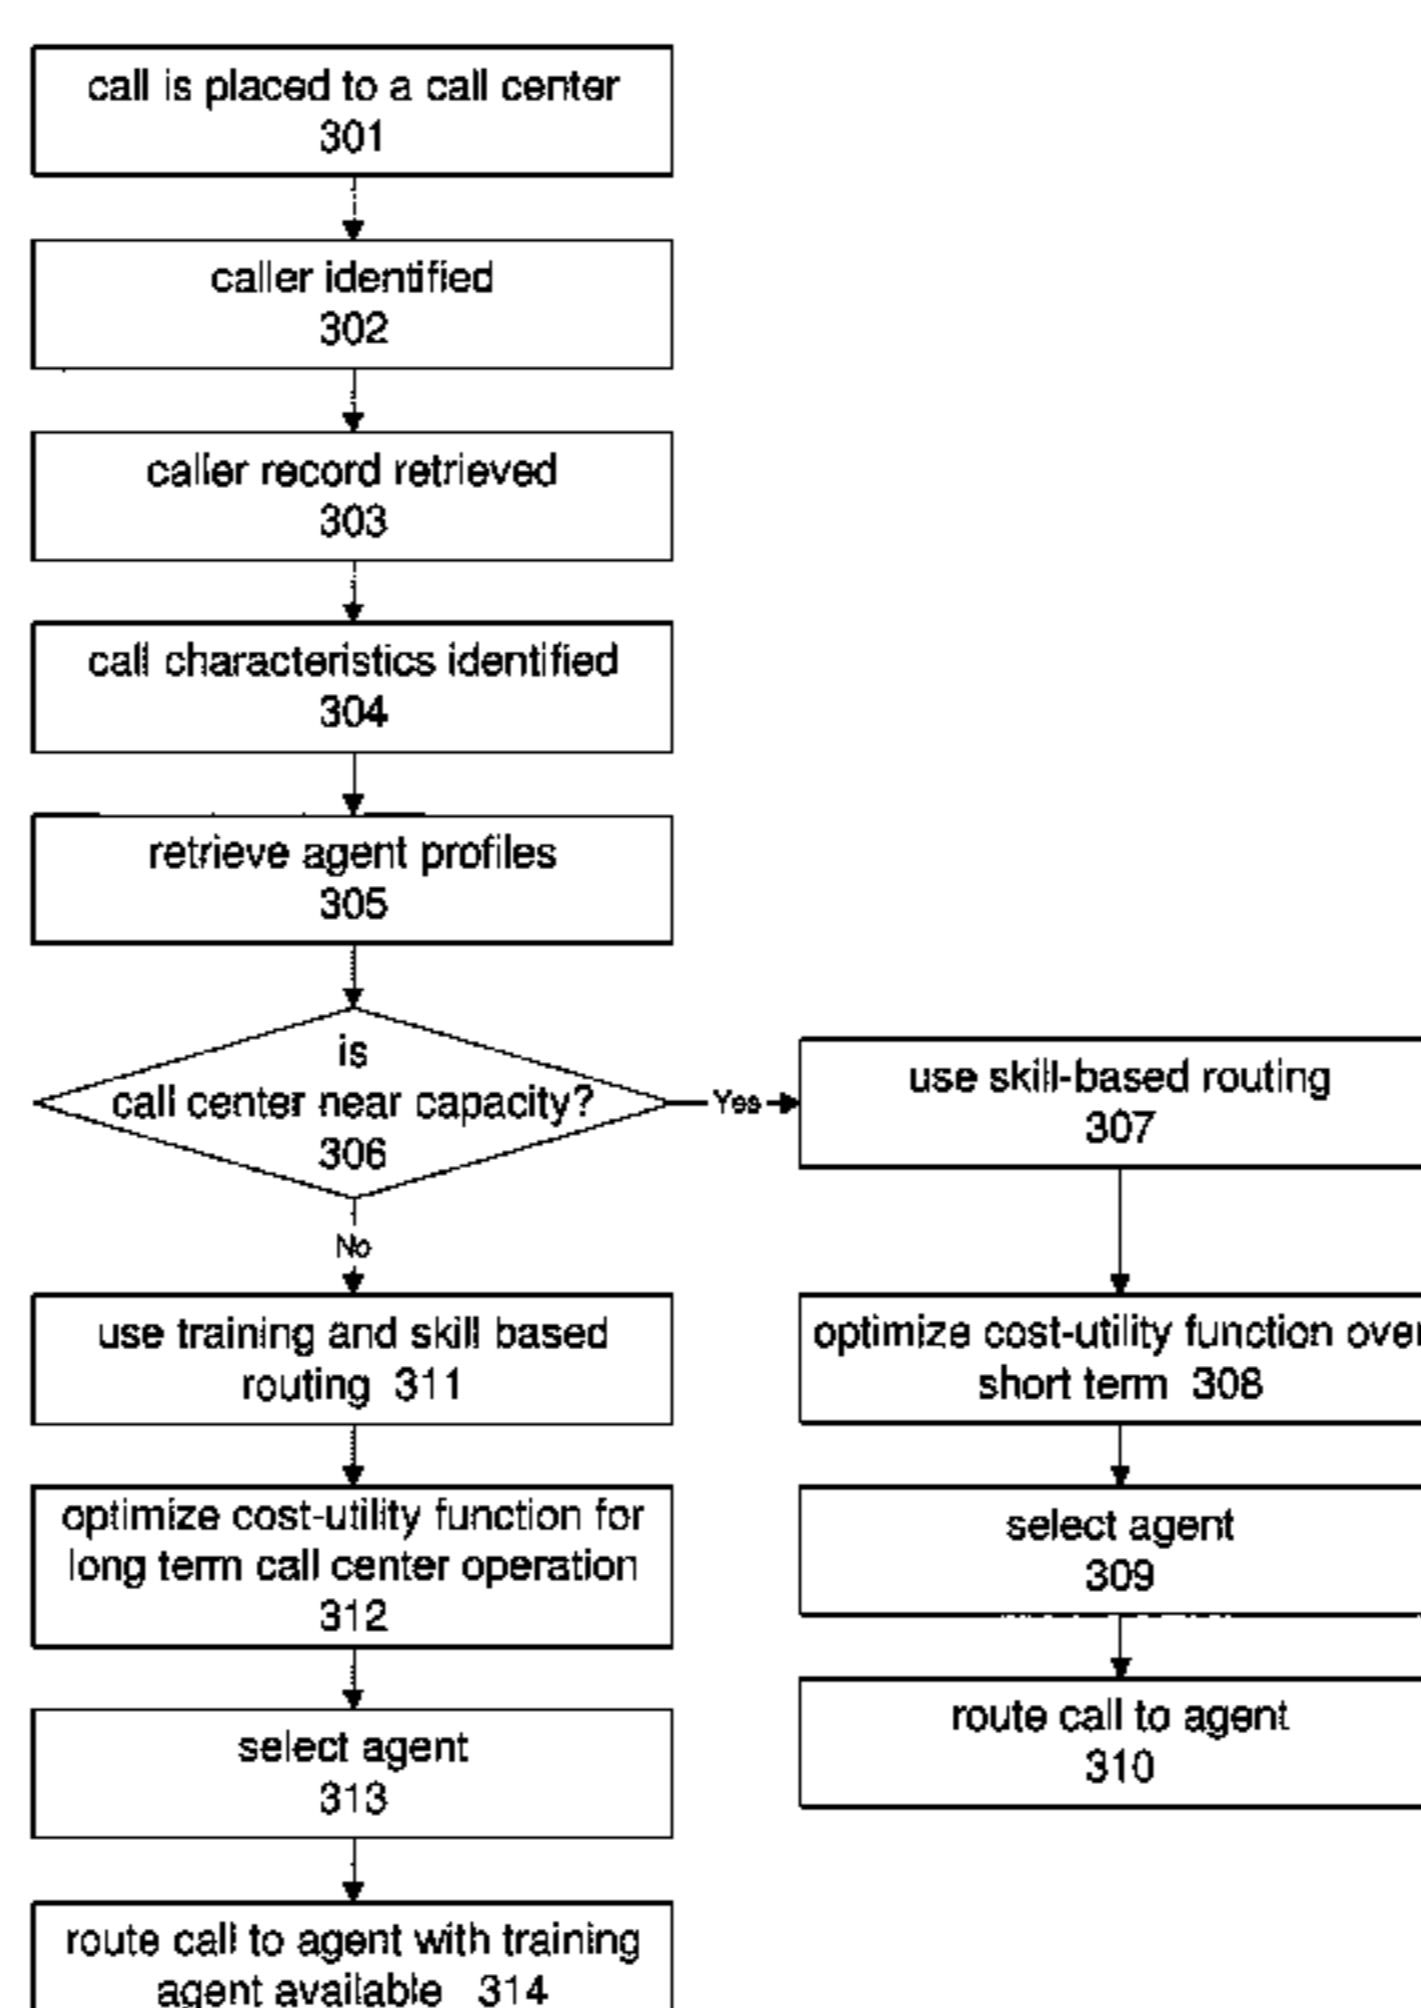 call is placed to a call center
301
caller identified
302
caller record retrieved
303
call characteristics identified
304
retrieve agent profiles
305
is
call center near capacity?
306
Yes
No
use training and skill based
routing 311
optimize cost-utility function for
long term call center operation
312
select agent
313
route call to agent with training
agent available 314
use skill-based routing
307
optimize cost-utility function over
short term 308
select agent
309
route call to agent
310